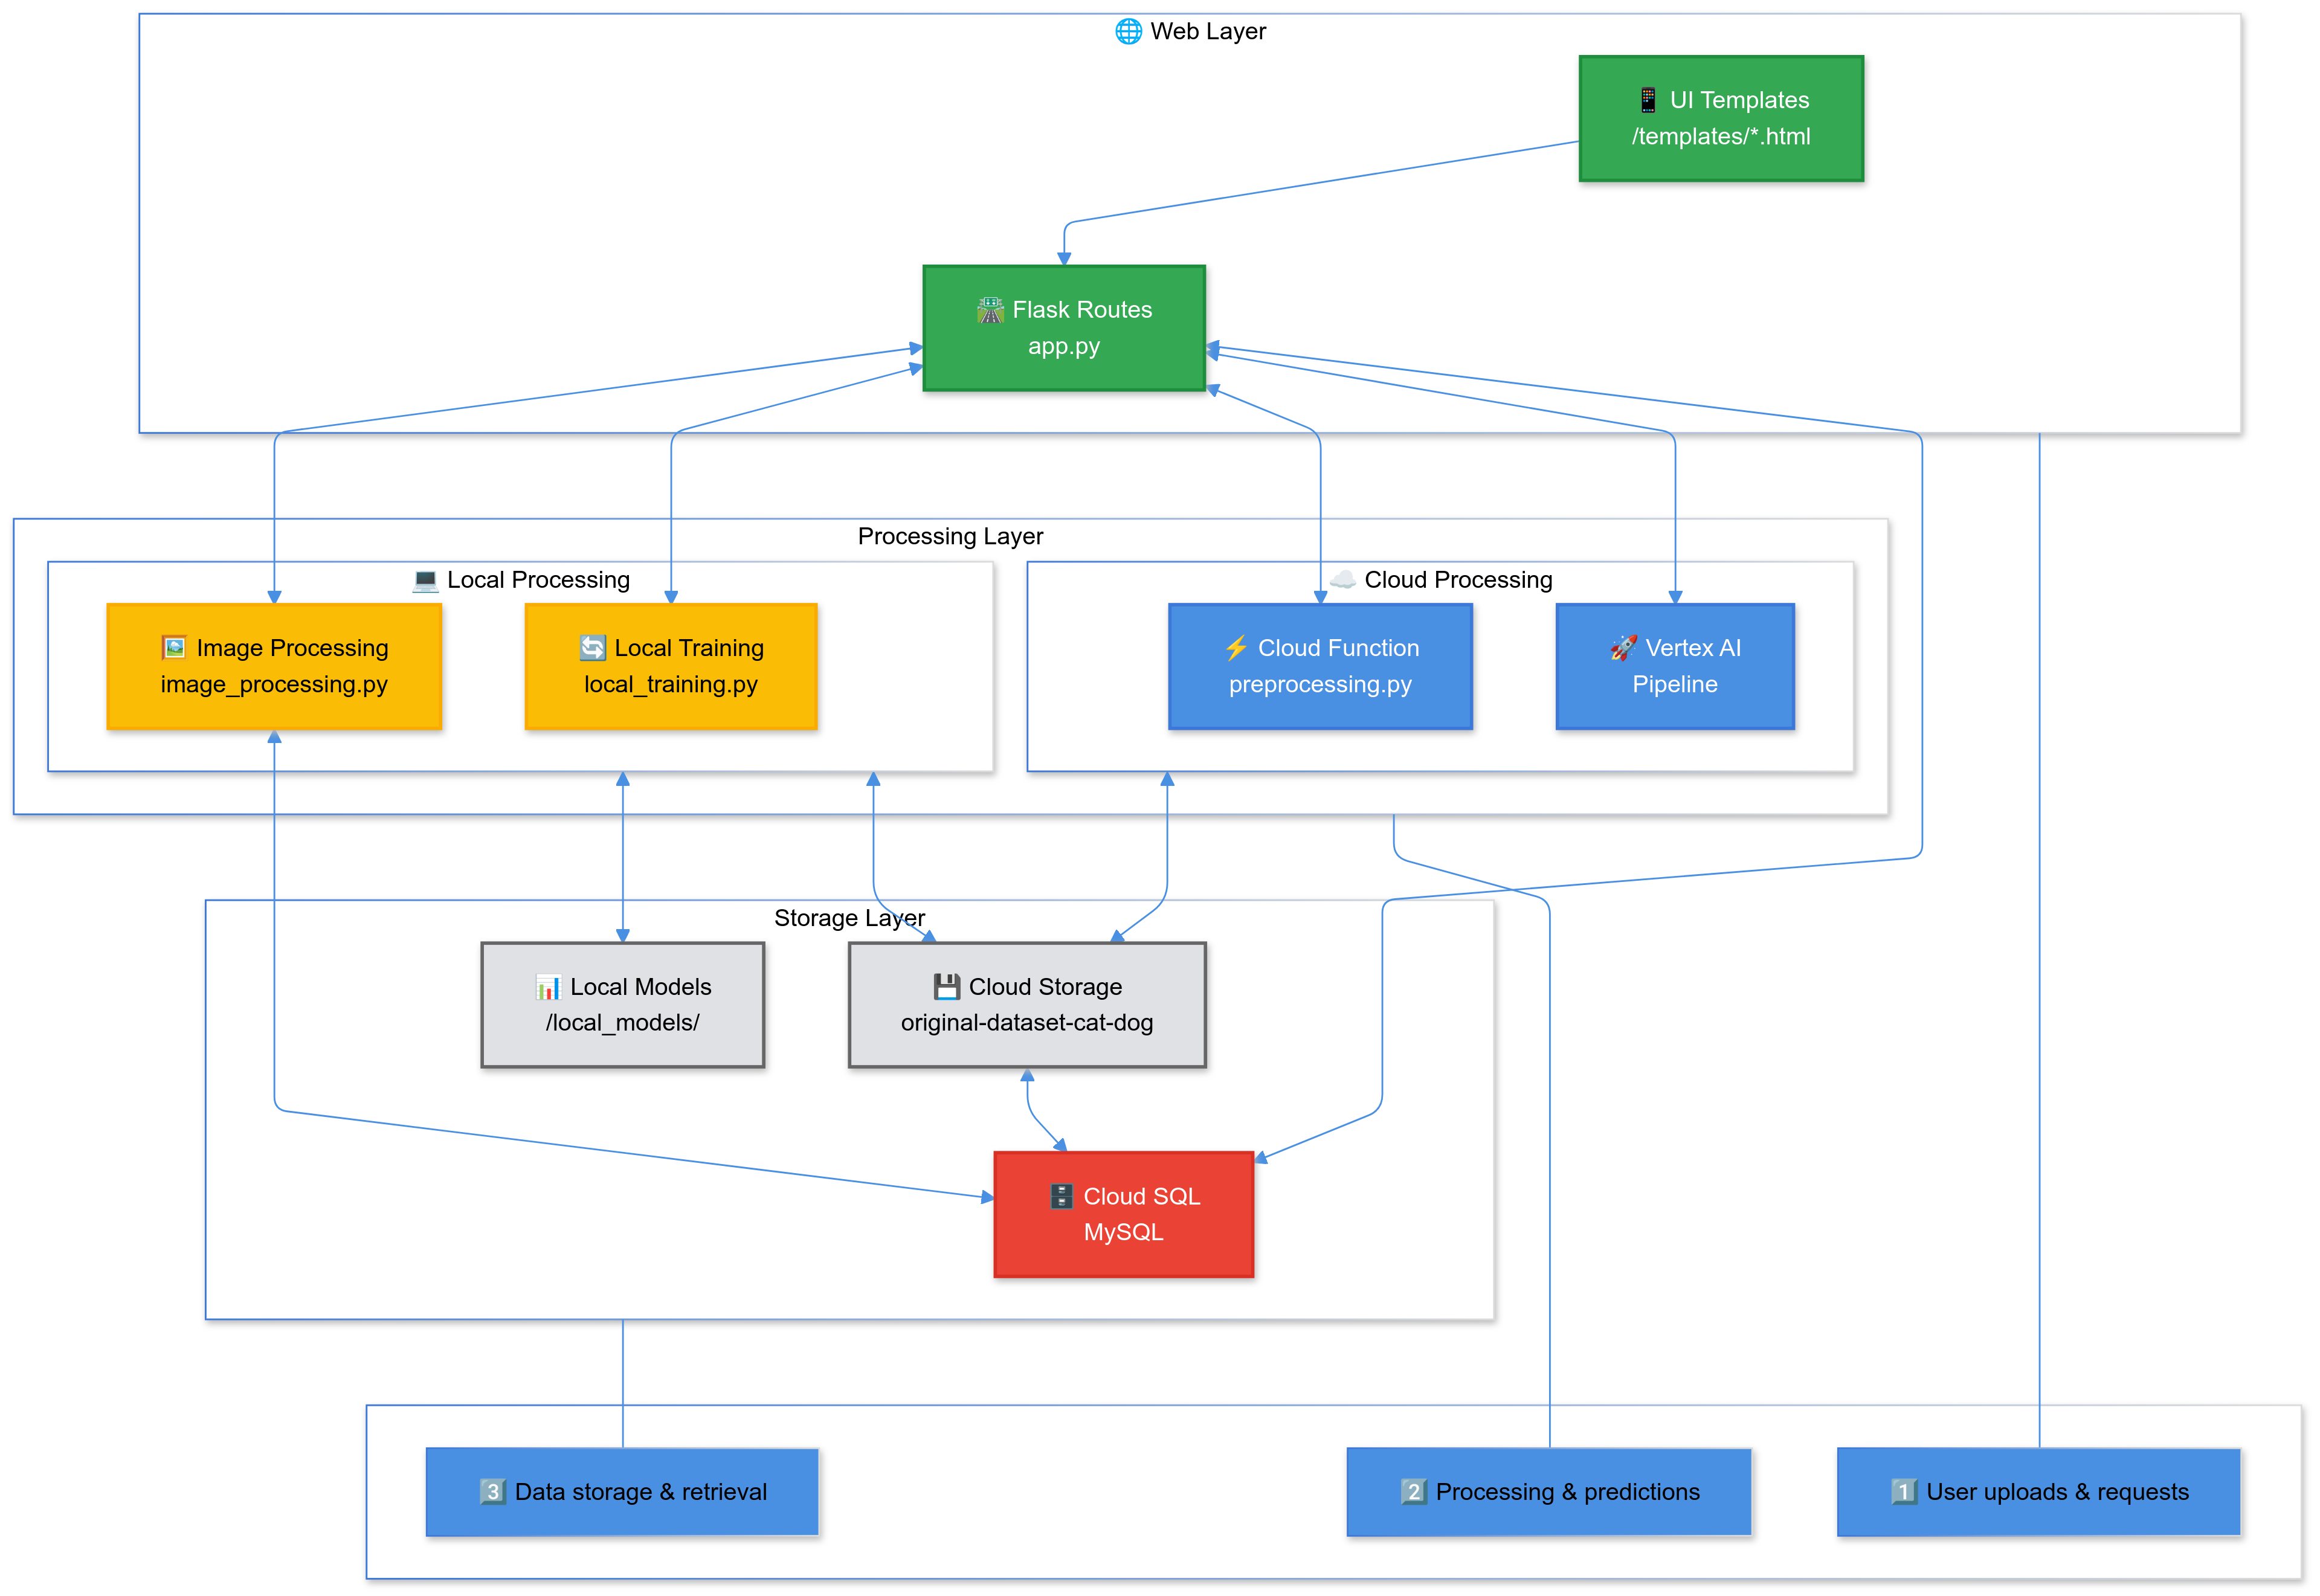 🌐 Web Layer
📱 UI Templates
/templates/*.html
🛣️ Flask Routes
app.py
Processing Layer
💻 Local Processing
☁️ Cloud Processing
🖼️ Image Processing
image_processing.py
🔄 Local Training
local_training.py
⚡ Cloud Function
preprocessing.py
🚀 Vertex AI
Pipeline
Storage Layer
📊 Local Models
/local_models/
💾 Cloud Storage
original-dataset-cat-dog
🗄️ Cloud SQL
MySQL
3️⃣ Data storage & retrieval
2️⃣ Processing & predictions
1️⃣ User uploads & requests